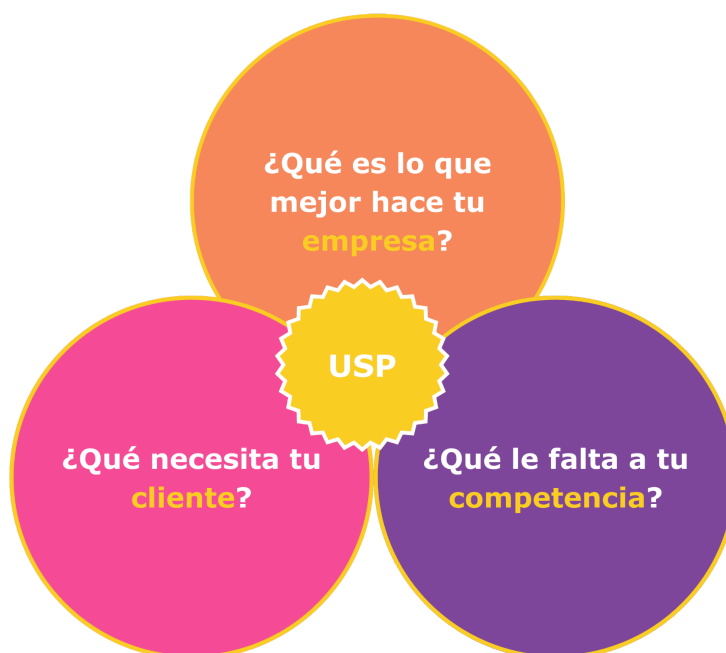 ¿Qué es lo que
mejor hace tu
empresa?
USP
¿Qué necesita tu
cliente?
¿Qué le falta a tu
competencia?